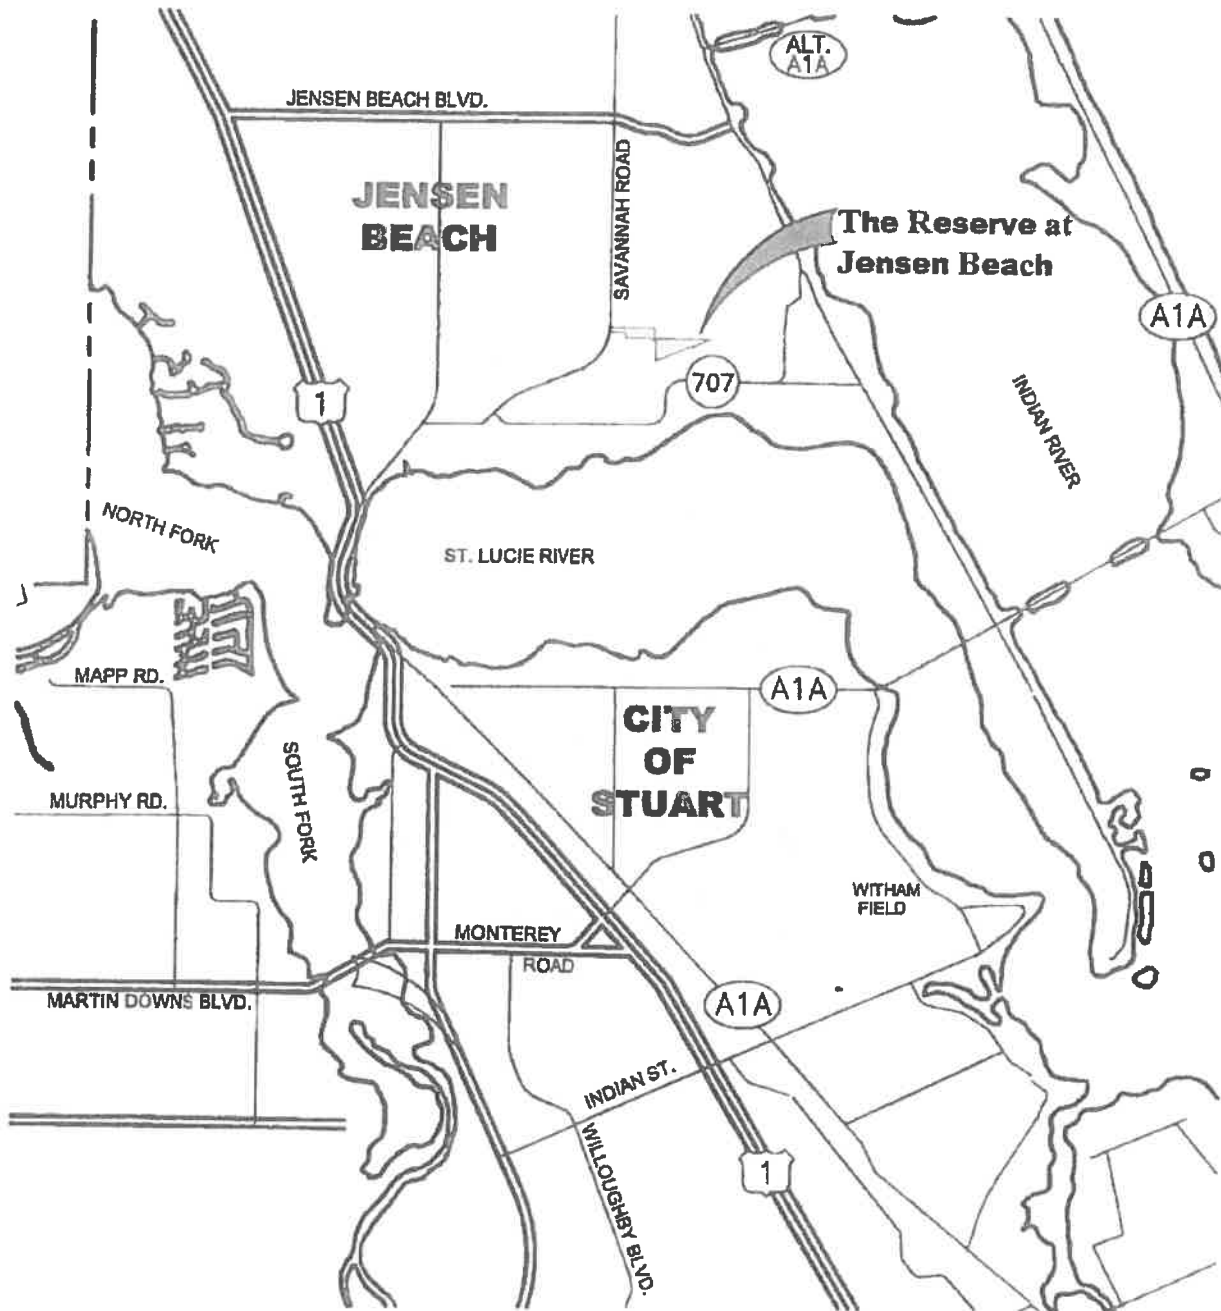 ALT.
A1A
JENSEN BEACH BLVD.
SAVANNAH ROAD
JENSEN
BEACH
The Reserve at
Jensen Beach
A1A
1
707
INDIAN RIVER
NORTH FORK
ST. LUCIE RIVER
MAPP RD.
A1A
CITY
OF
STUART
SOUTH FORK
MURPHY RD.
WITHAM
FIELD
MONTEREY
ROAD
MARTIN DOWNS BLVD.
A1A
INDIAN ST.
WILLOUGHBY BLVD.
1